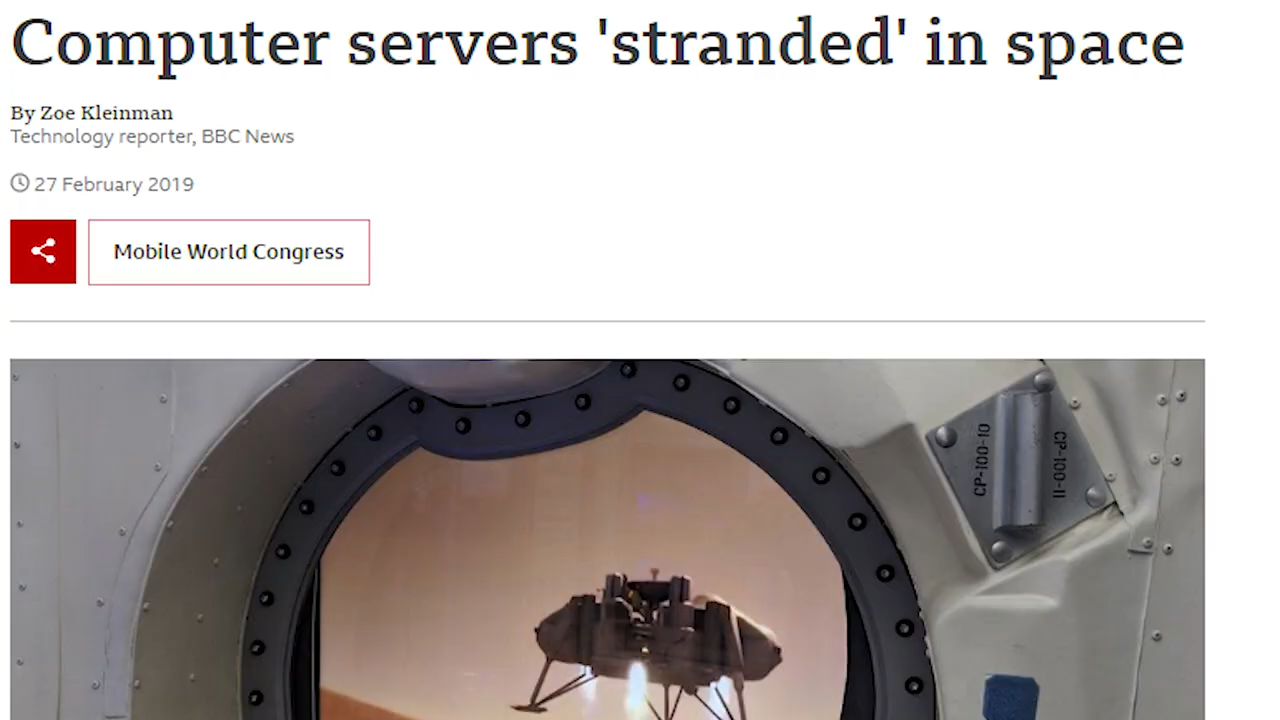 Computer servers 'stranded' in space
By Zoe Kleinman
Technology reporter, BBC News
27 February 2019
Mobile World Congress
CP-100-10
CP-100-11